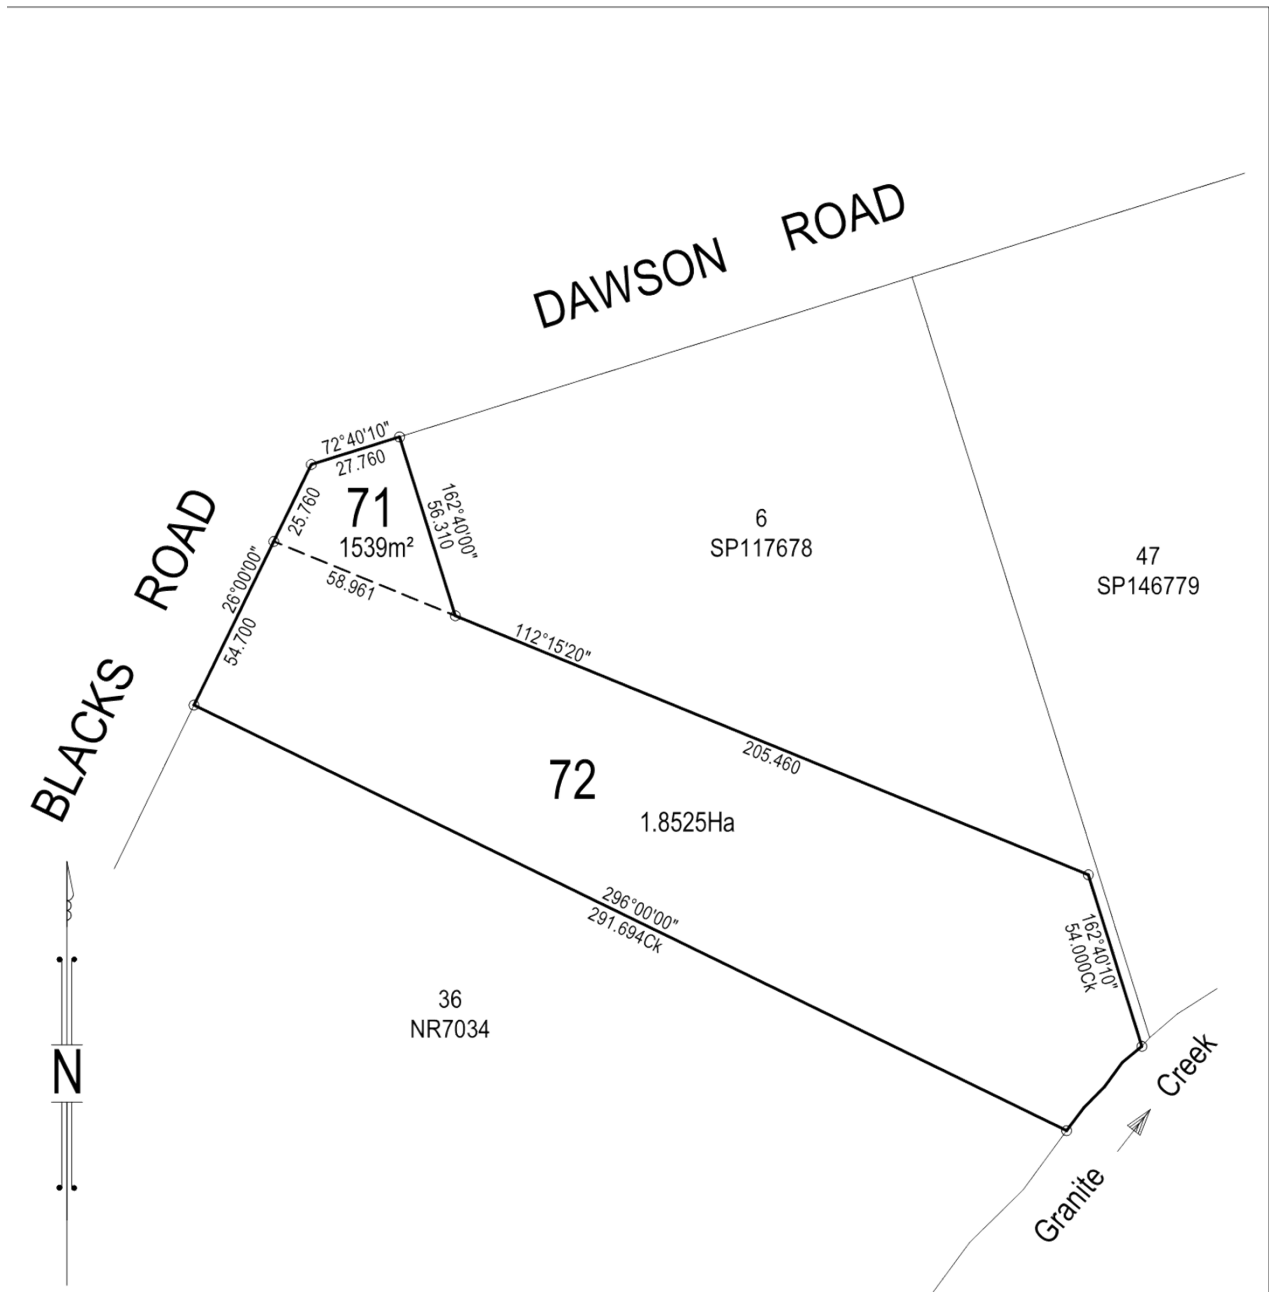 DAWSON ROAD
72°40'10"
27.760
BLACKS ROAD
25.760
71
1539m²
162°40'00"
56.310
6
SP117678
47
SP146779
26°00'00"
54.700
58.961
112°15'20"
205.460
72
1.8525Ha
296°00'00"
291.694Ck
162°40'10"
54.000Ck
36
NR7034
N
Granite Creek